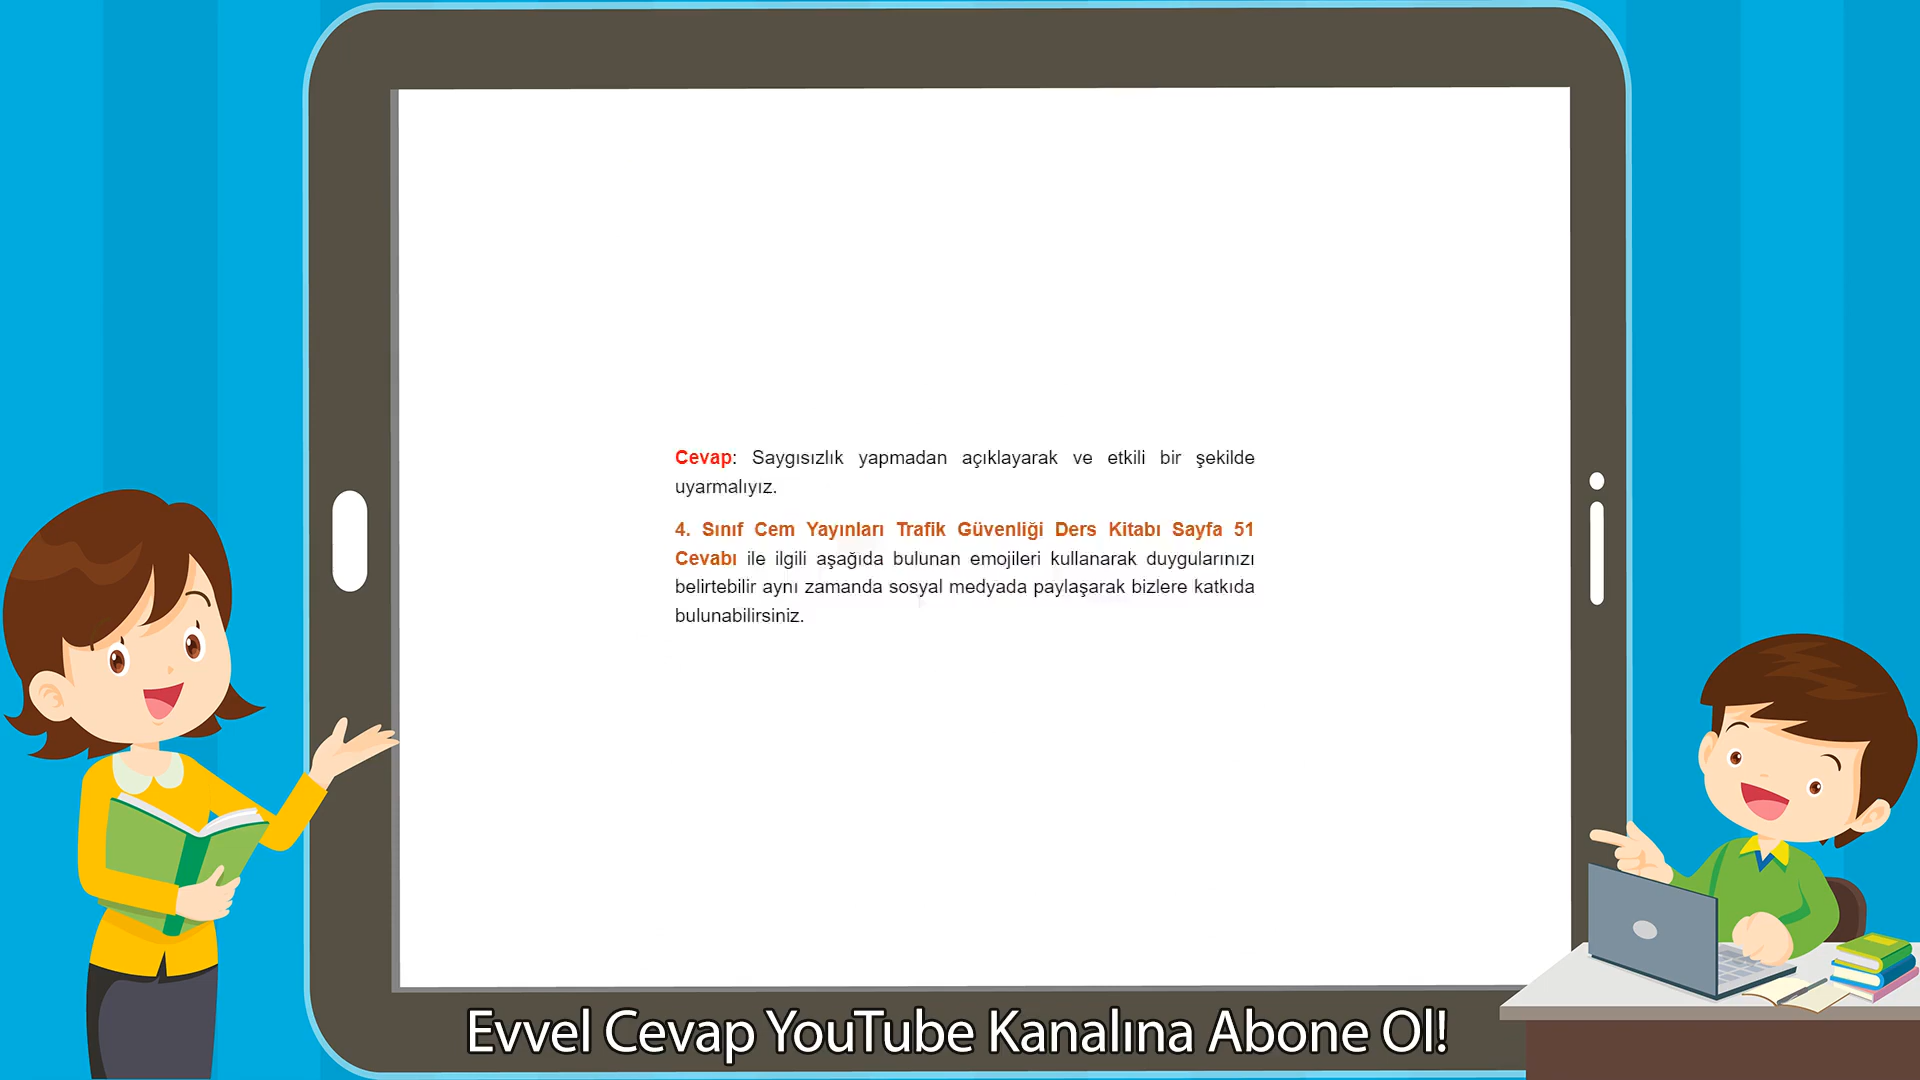 Cevap: Saygısızlık yapmadan açıklayarak ve etkili bir şekilde
uyarmalıyız.
4. Sınıf Cem Yayınları Trafik Güvenliği Ders Kitabı Sayfa 51
Cevabı ile ilgili aşağıda bulunan emojileri kullanarak duygularınızı
belirtebilir aynı zamanda sosyal medyada paylaşarak bizlere katkıda
bulunabilirsiniz.
Evvel Cevap YouTube Kanalına Abone Ol!